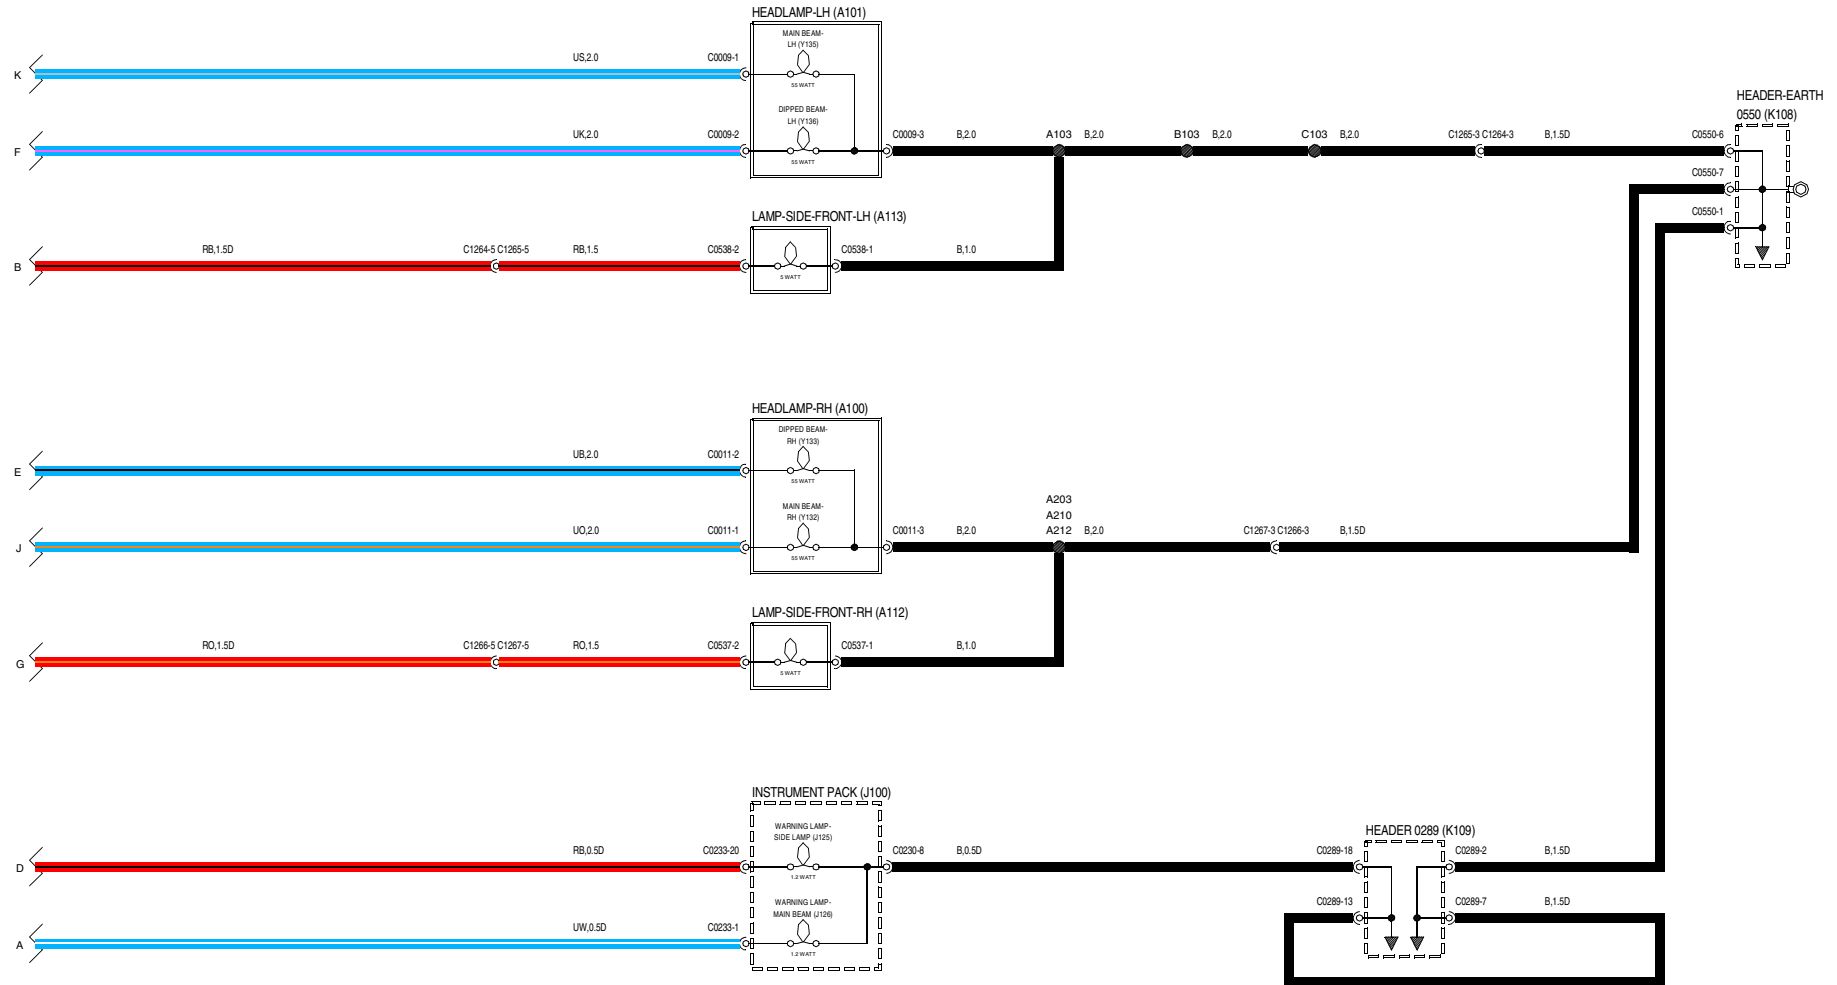 HEADLAMP-LH (A101)
MAIN BEAM-
LH (Y135)
K
US,2.0
C0009-1
55 WATT
HEADER-EARTH
0550 (K108)
DIPPED BEAM-
LH (Y136)
F
UK,2.0
C0009-2
C0009-3
B,2.0
A103
B,2.0
B103
B,2.0
C103
B,2.0
C1265-3 C1264-3
B,1.5D
C0550-6
55 WATT
C0550-7
LAMP-SIDE-FRONT-LH (A113)
C0550-1
B
RB,1.5D
C1264-5 C1265-5
RB,1.5
C0538-2
C0538-1
B,1.0
5 WATT
HEADLAMP-RH (A100)
DIPPED BEAM-
RH (Y133)
E
UB,2.0
C0011-2
55 WATT
MAIN BEAM-
RH (Y132)
A203
A210
A212
J
UO,2.0
C0011-1
C0011-3
B,2.0
B,2.0
C1267-3 C1266-3
B,1.5D
55 WATT
LAMP-SIDE-FRONT-RH (A112)
G
RO,1.5D
C1266-5 C1267-5
RO,1.5
C0537-2
C0537-1
B,1.0
5 WATT
INSTRUMENT PACK (J100)
WARNING LAMP-
SIDE LAMP (J125)
HEADER 0289 (K109)
D
RB,0.5D
C0233-20
C0230-8
B,0.5D
C0289-18
C0289-2
B,1.5D
1.2 WATT
WARNING LAMP-
MAIN BEAM (J126)
C0289-13
C0289-7
B,1.5D
A
UW,0.5D
C0233-1
1.2 WATT